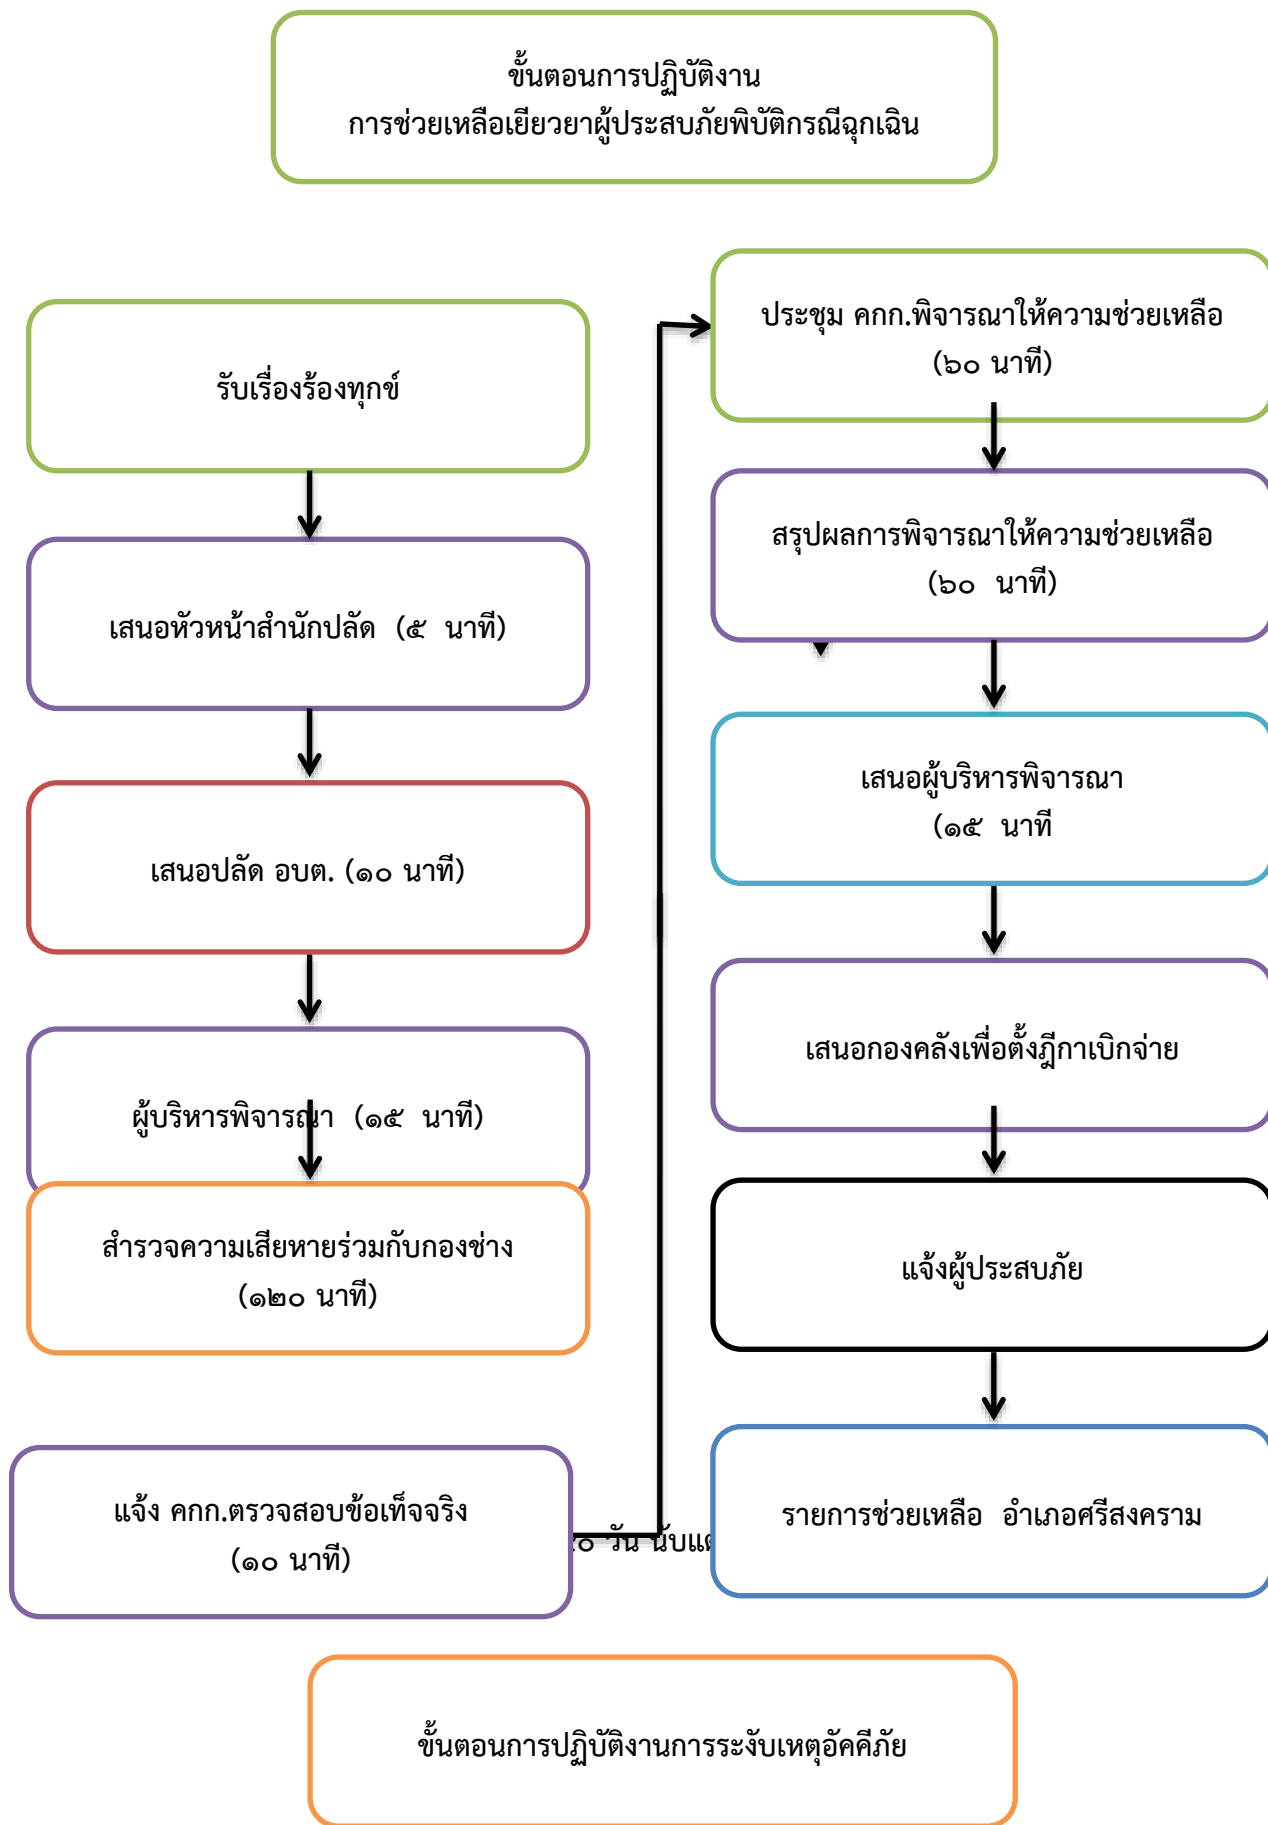 ขั้นตอนการปฏิบัติงาน
การช่วยเหลือเยียวยาผู้ประสบภัยพิบัติกรณีฉุกเฉิน
รับเรื่องร้องทุกข์
เสนอหัวหน้าสำนักปลัด (๕ นาที)
เสนอปลัด อบต. (๑๐ นาที)
ผู้บริหารพิจารณา (๑๕ นาที)
สำรวจความเสียหายร่วมกับกองช่าง
(๑๒๐ นาที)
แจ้ง คกก.ตรวจสอบข้อเท็จจริง
(๑๐ นาที)
วัน นับแต่
ประชุม คกก.พิจารณาให้ความช่วยเหลือ
(๖๐ นาที)
สรุปผลการพิจารณาให้ความช่วยเหลือ
(๖๐ นาที)
เสนอผู้บริหารพิจารณา
(๑๕ นาที
เสนอกองคลังเพื่อตั้งฎีกาเบิกจ่าย
แจ้งผู้ประสบภัย
รายการช่วยเหลือ อำเภอศรีสงคราม
ขั้นตอนการปฏิบัติงานการระงับเหตุอัคคีภัย